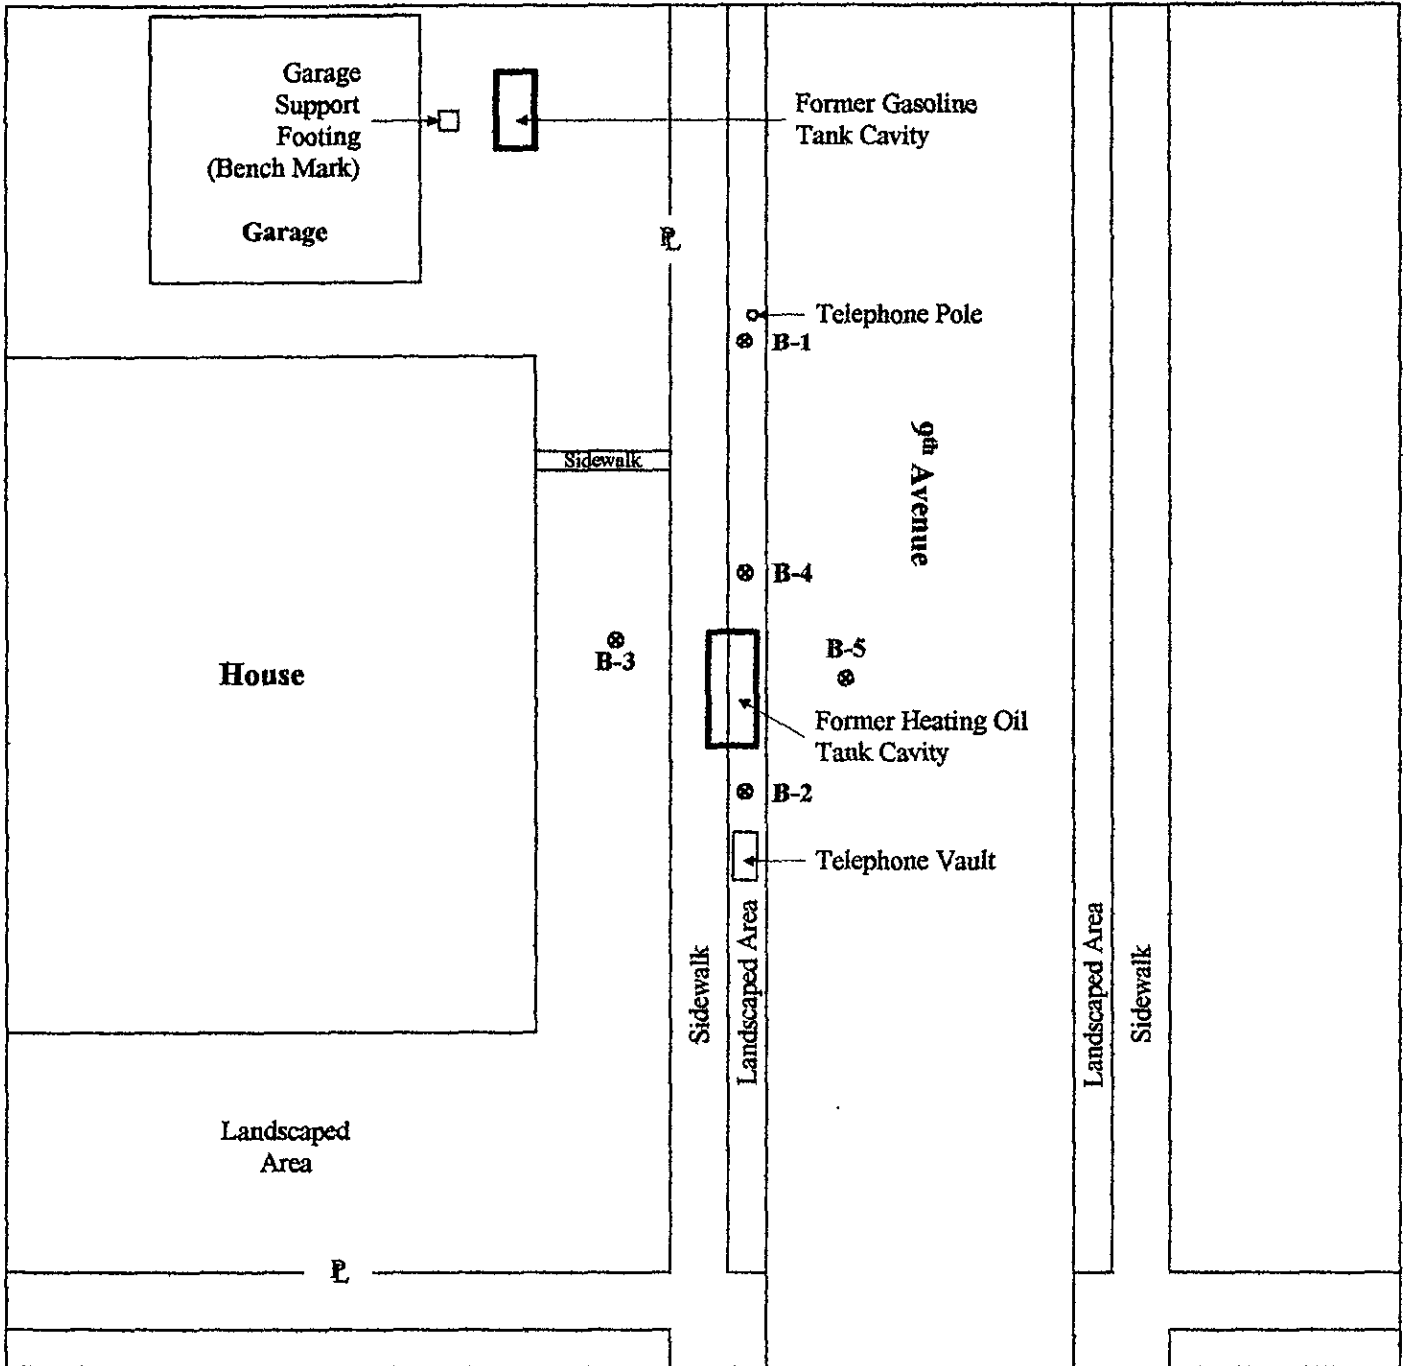 Garage
Support
Footing
(Bench Mark)
Garage
Former Gasoline
Tank Cavity
PL
Telephone Pole
B-1
Sidewalk
9th Avenue
B-4
B-3
B-5
House
Former Heating Oil
Tank Cavity
B-2
Telephone Vault
Sidewalk
Landscaped Area
Landscaped Area
Sidewalk
Landscaped
Area
PL